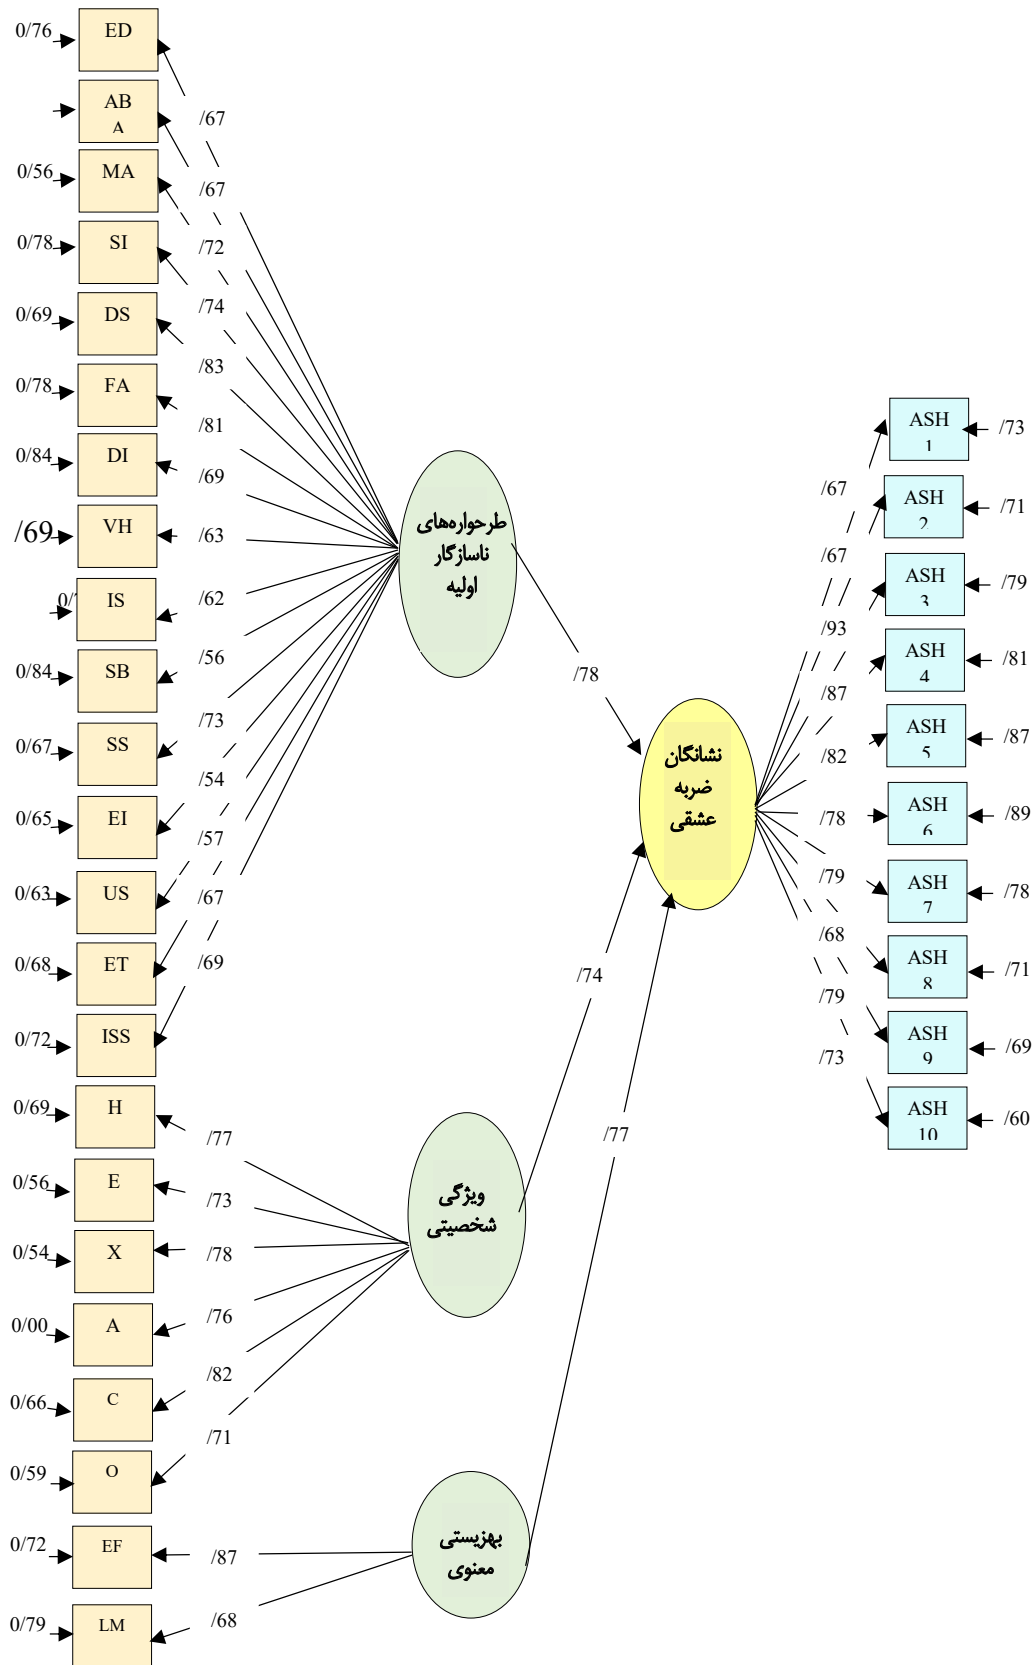 0/76
ED
AB
A
0/56
MA
0/78
SI
0/69
DS
0/78
FA
0/84
DI
/69
VH
0/
IS
0/84
SB
0/67
SS
0/65
EI
0/63
US
0/68
ET
0/72
ISS
0/69
H
0/56
E
0/54
X
0/00
A
0/66
C
0/59
O
0/72
EF
0/79
LM
/67
/67
/72
/74
/83
/81
/69
/63
/62
/56
/73
/54
/57
/67
/69
/77
/73
/78
/76
/82
/71
/87
/68
طرحواره‌های
ناسازگار
اولیه
ویژگی
شخصیتی
بهزیستی
معنوی
/78
/74
/77
نشانگان
ضربه
عشقی
/67
/67
/93
/87
/82
/78
/79
/68
/79
/73
ASH
1
/73
ASH
2
/71
ASH
3
/79
ASH
4
/81
ASH
5
/87
ASH
6
/89
ASH
7
/78
ASH
8
/71
ASH
9
/69
ASH
10
/60